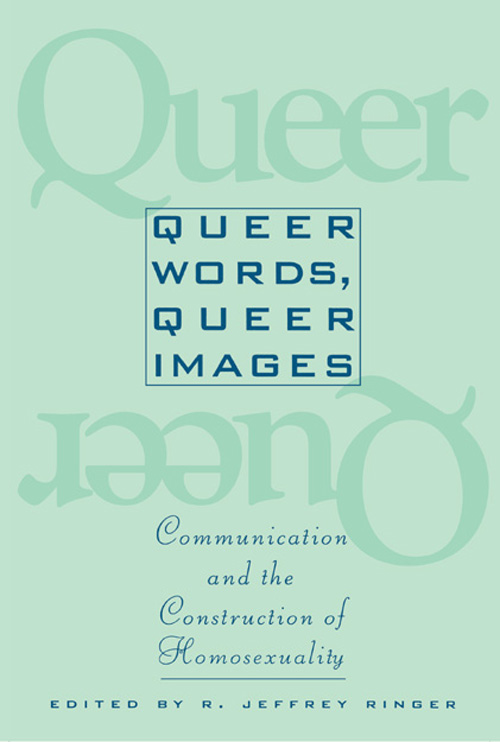 Queer
QUEER
WORDS,
QUEER
IMAGES
Queer
Communication
and the
Construction of
Homosexuality
EDITED BY R. JEFFREY RINGER